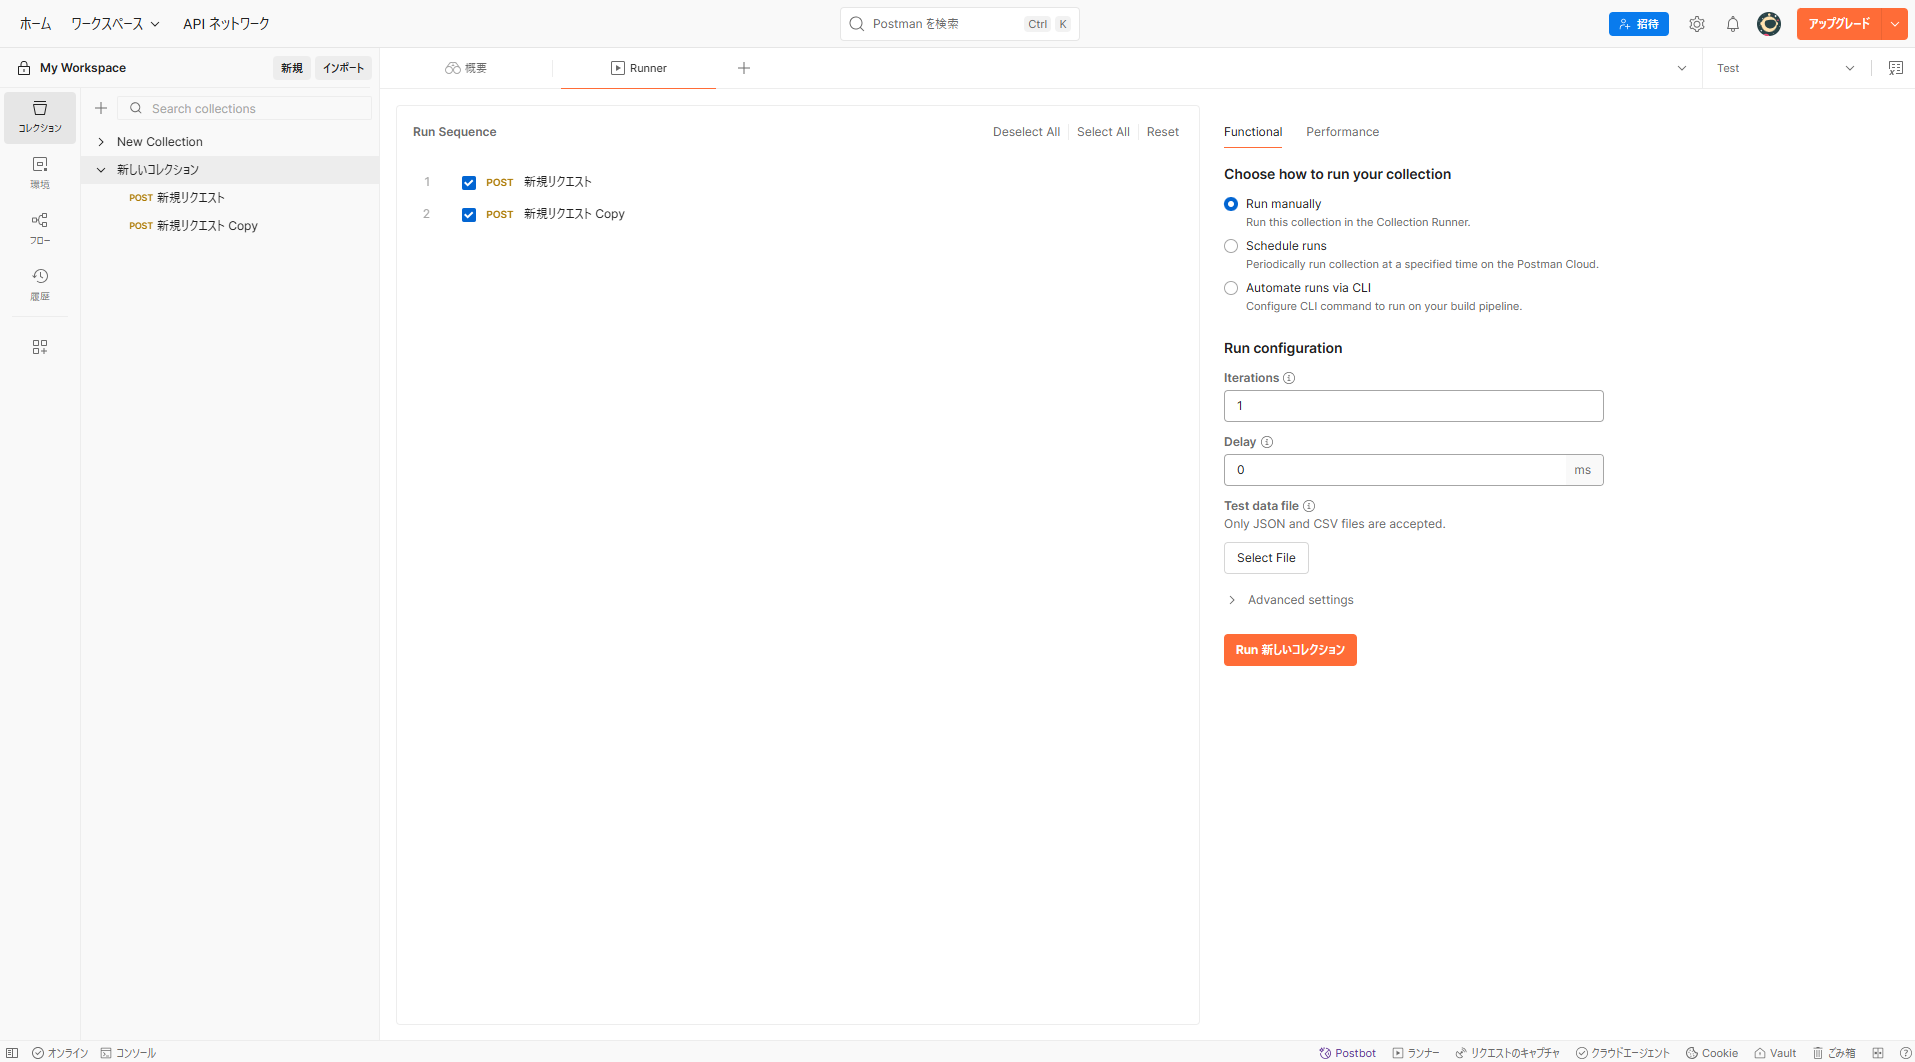 ホーム ワークスペース API ネットワーク Postman を検索 Ctrl K 招待 アップグレード
My Workspace 新規 インポート 概要 Runner Test
コレクション
環境
フロー
履歴
Search collections
New Collection
新しいコレクション
POST 新規リクエスト
POST 新規リクエスト Copy
Run Sequence Deselect All Select All Reset
1 POST 新規リクエスト
2 POST 新規リクエスト Copy
Functional Performance
Choose how to run your collection
Run manually
Run this collection in the Collection Runner.
Schedule runs
Periodically run collection at a specified time on the Postman Cloud.
Automate runs via CLI
Configure CLI command to run on your build pipeline.
Run configuration
Iterations
1
Delay
0 ms
Test data file
Only JSON and CSV files are accepted.
Select File
Advanced settings
Run 新しいコレクション
オンライン コンソール Postbot ランナー リクエストのキャプチャ クラウドエージェント Cookie Vault ごみ箱